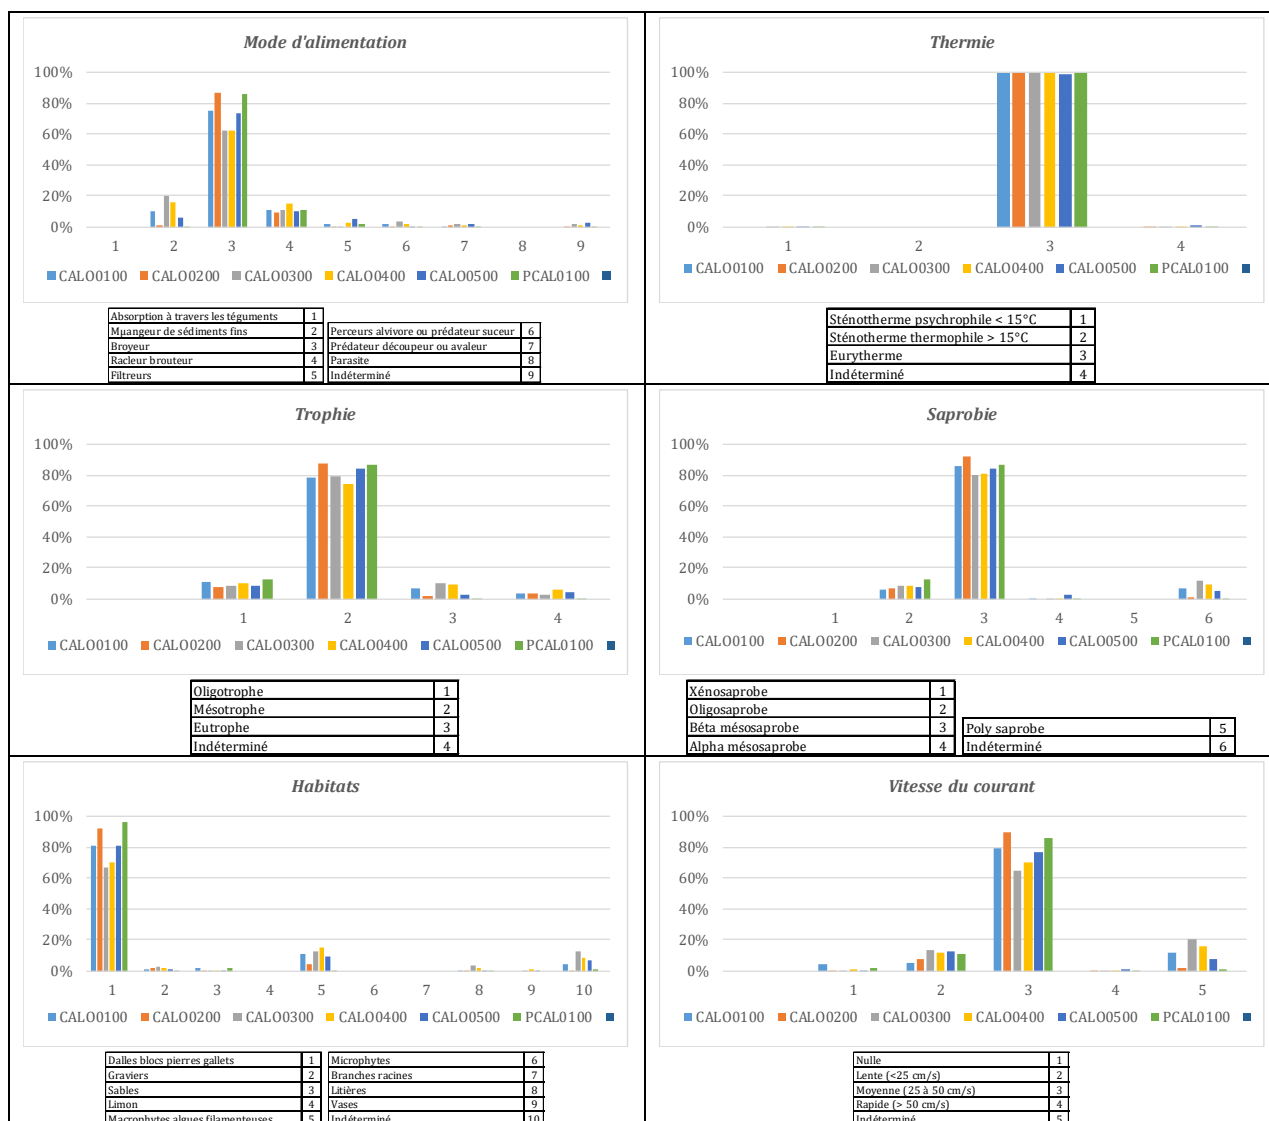 Mode d'alimentation
100%
80%
60%
40%
20%
0%
1 2 3 4 5 6 7 8 9
CALO0100 CALO0200 CALO0300 CALO0400 CALO0500 PCAL0100
Absorption à travers les téguments 1
Myangeur de sédiments fins 2 Perceurs alvivore ou prédateur suceur 6
Broyeur 3 Prédateur découpeur ou avaleur 7
Racleur brouteur 4 Parasite 8
Filtreurs 5 Indéterminé 9
Thermie
100%
80%
60%
40%
20%
0%
1 2 3 4
CALO0100 CALO0200 CALO0300 CALO0400 CALO0500 PCAL0100
Sténottherme psychrophile < 15°C 1
Sténotherme thermophile > 15°C 2
Eurytherme 3
Indéterminé 4
Trophie
100%
80%
60%
40%
20%
0%
1 2 3 4
CALO0100 CALO0200 CALO0300 CALO0400 CALO0500 PCAL0100
Oligotrophe 1
Mésotrophe 2
Eutrophe 3
Indéterminé 4
Saprobie
100%
80%
60%
40%
20%
0%
1 2 3 4 5 6
CALO0100 CALO0200 CALO0300 CALO0400 CALO0500 PCAL0100
Xénosaprobe 1
Oligosaprobe 2
Béta mésosaprobe 3 Poly saprobe 5
Alpha mésosaprobe 4 Indéterminé 6
Habitats
100%
80%
60%
40%
20%
0%
1 2 3 4 5 6 7 8 9 10
CALO0100 CALO0200 CALO0300 CALO0400 CALO0500 PCAL0100
Dalles blocs pierres gallets 1 Microphytes 6
Graviers 2 Branches racines 7
Sables 3 Litières 8
Limon 4 Vases 9
Macrophytes algues filamenteuses 5 Indéterminé 10
Vitesse du courant
100%
80%
60%
40%
20%
0%
1 2 3 4 5
CALO0100 CALO0200 CALO0300 CALO0400 CALO0500 PCAL0100
Nulle 1
Lente (<25 cm/s) 2
Moyenne (25 à 50 cm/s) 3
Rapide (> 50 cm/s) 4
Indéterminé 5